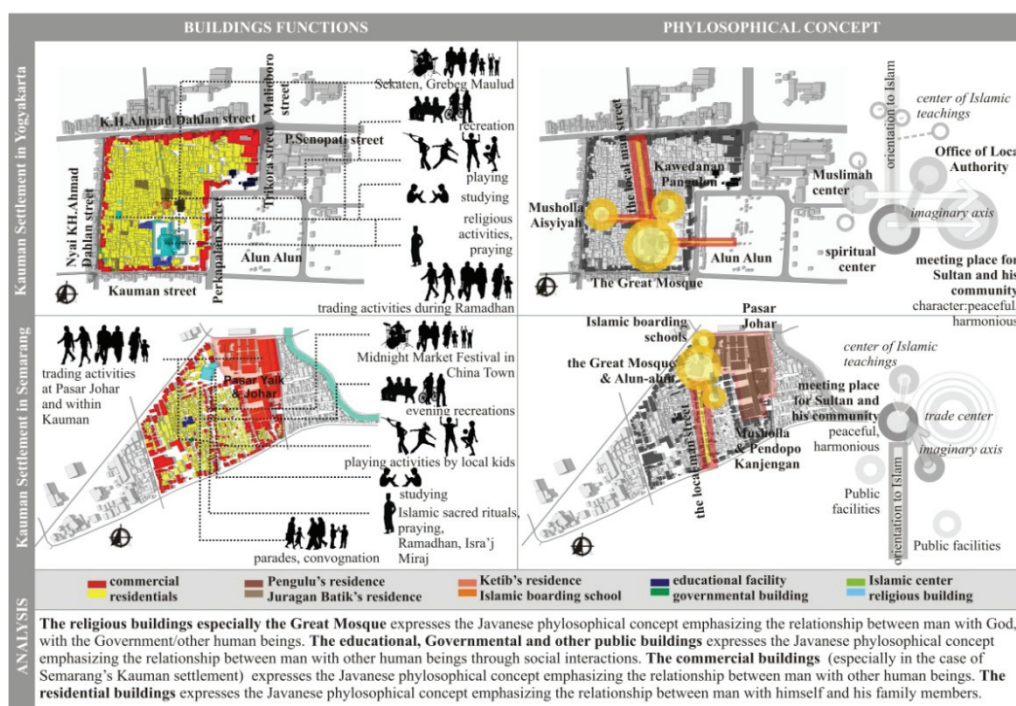 BUILDINGS FUNCTIONS
PHYLOSOPHICAL CONCEPT
Kauman Settlement in Yogyakarta
K.H.Ahmad Dahlan street
Malioboro
street
P.Senopati street
Trikora street
Nyai KH.Ahmad
Dahlan street
Perkapalan Street
Alun Alun
Kauman street
Sekaten, Grebeg Maulud
recreation
playing
studying
religious
activities,
praying
trading activities during Ramadhan
the local main street
Kawedanan
Pangulon
Musholla
Aisyiyah
Alun Alun
The Great Mosque
orientation to Islam
center of Islamic
teachings
Office of Local
Authority
Muslimah
center
imaginary axis
spiritual
center
meeting place for
Sultan and his
community
character:peaceful,
harmonious
Kauman Settlement in Semarang
trading activities
at Pasar Johar
and within
Kauman
Pasar Yaik
& Johar
Midnight Market Festival in
China Town
evening recreations
playing activities by local kids
studying
Islamic sacred rituals,
praying,
Ramadhan, Isra'j
Miraj
parades, convognation
Islamic boarding
schools
Pasar
Johar
the Great Mosque
& Alun-alun
the local main street
Musholla
& Pendopo
Kanjengan
center of Islamic
teachings
meeting place
for Sultan and
his community
peaceful,
harmonious
trade center
imaginary axis
Public
facilities
orientation to Islam
Public facilities
ANALYSIS
commercial
residentials
Pengulu's residence
Juragan Batik's residence
Ketib's residence
Islamic boarding school
educational facility
governmental building
Islamic center
religious building
The religious buildings especially the Great Mosque expresses the Javanese phylosophical concept emphasizing the relationship between man with God,
with the Government/other human beings. The educational, Governmental and other public buildings expresses the Javanese phylosophical concept
emphasizing the relationship between man with other human beings through social interactions. The commercial buildings (especially in the case of
Semarang's Kauman settlement) expresses the Javanese phylosophical concept emphasizing the relationship between man with other human beings. The
residential buildings expresses the Javanese phylosophical concept emphasizing the relationship between man with himself and his family members.